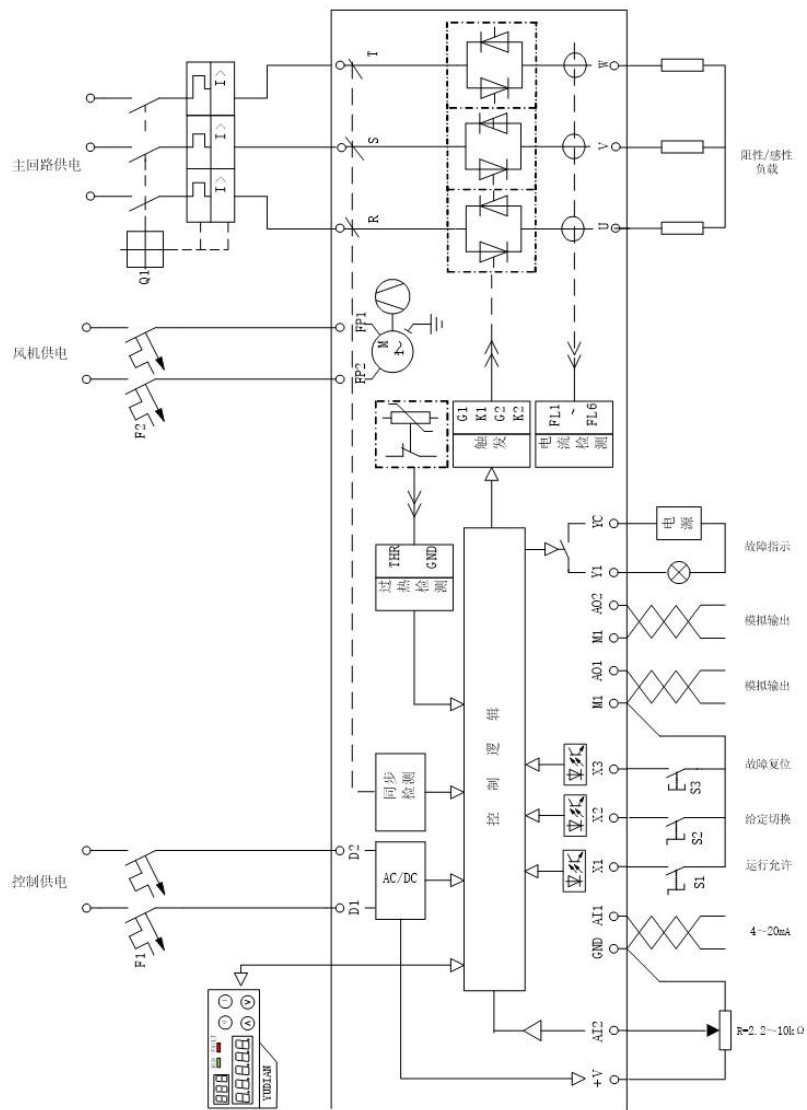 主回路供电
Q1
I>
I>
I>
T
S
R
W
V
U
阻性/感性
负载
风机供电
F2
FP1
FP2
M
~
G1
K1
G2
K2
触发
FL1
~
FL6
电流检测
THR
GND
过热检测
YC
Y1
电源
故障指示
AO2
M1
模拟输出
AO1
M1
模拟输出
控制逻辑
同步
检测
X3
S3
故障复位
X2
S2
给定切换
X1
S1
运行允许
控制供电
F1
D2
D1
AC/DC
AI1
GND
4～20mA
AI2
+V
R=2.2～10kΩ
YUDIAN